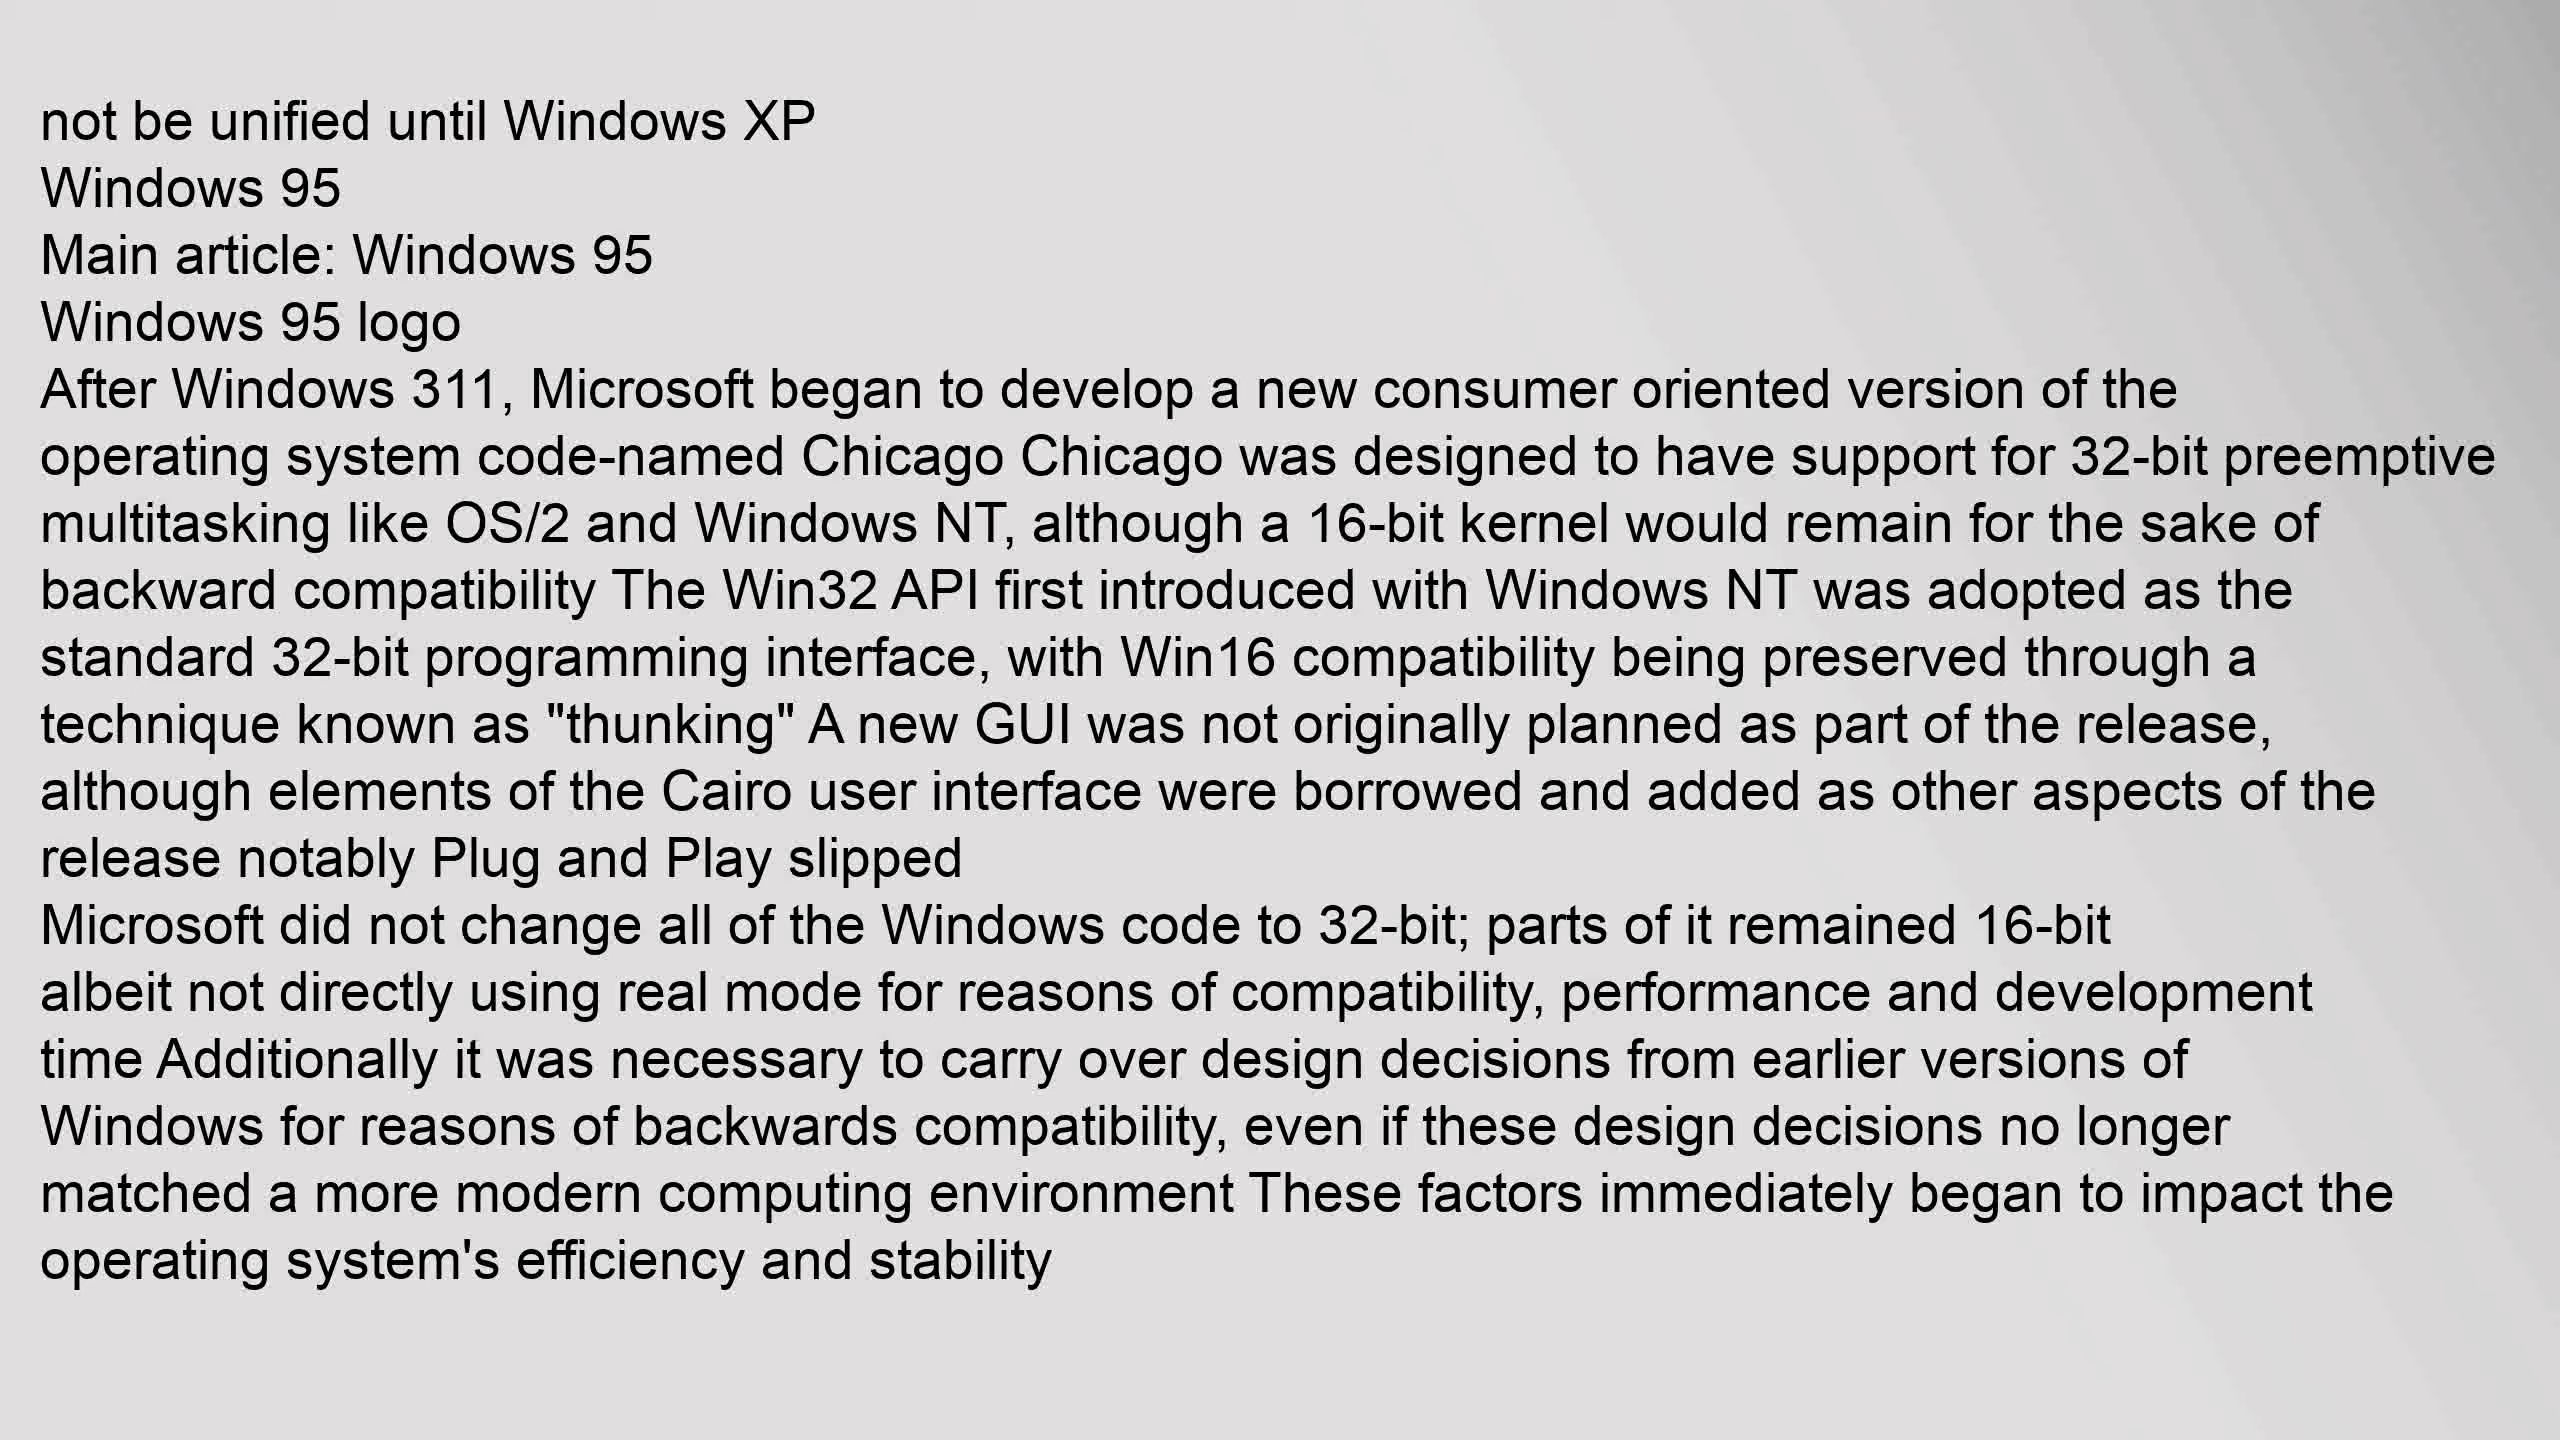 not be unified until Windows XP
Windows 95
Main article: Windows 95
Windows 95 logo
After Windows 311, Microsoft began to develop a new consumer oriented version of the
operating system code-named Chicago Chicago was designed to have support for 32-bit preemptive
multitasking like OS/2 and Windows NT, although a 16-bit kernel would remain for the sake of
backward compatibility The Win32 API first introduced with Windows NT was adopted as the
standard 32-bit programming interface, with Win16 compatibility being preserved through a
technique known as "thunking" A new GUI was not originally planned as part of the release,
although elements of the Cairo user interface were borrowed and added as other aspects of the
release notably Plug and Play slipped
Microsoft did not change all of the Windows code to 32-bit; parts of it remained 16-bit
albeit not directly using real mode for reasons of compatibility, performance and development
time Additionally it was necessary to carry over design decisions from earlier versions of
Windows for reasons of backwards compatibility, even if these design decisions no longer
matched a more modern computing environment These factors immediately began to impact the
operating system's efficiency and stability